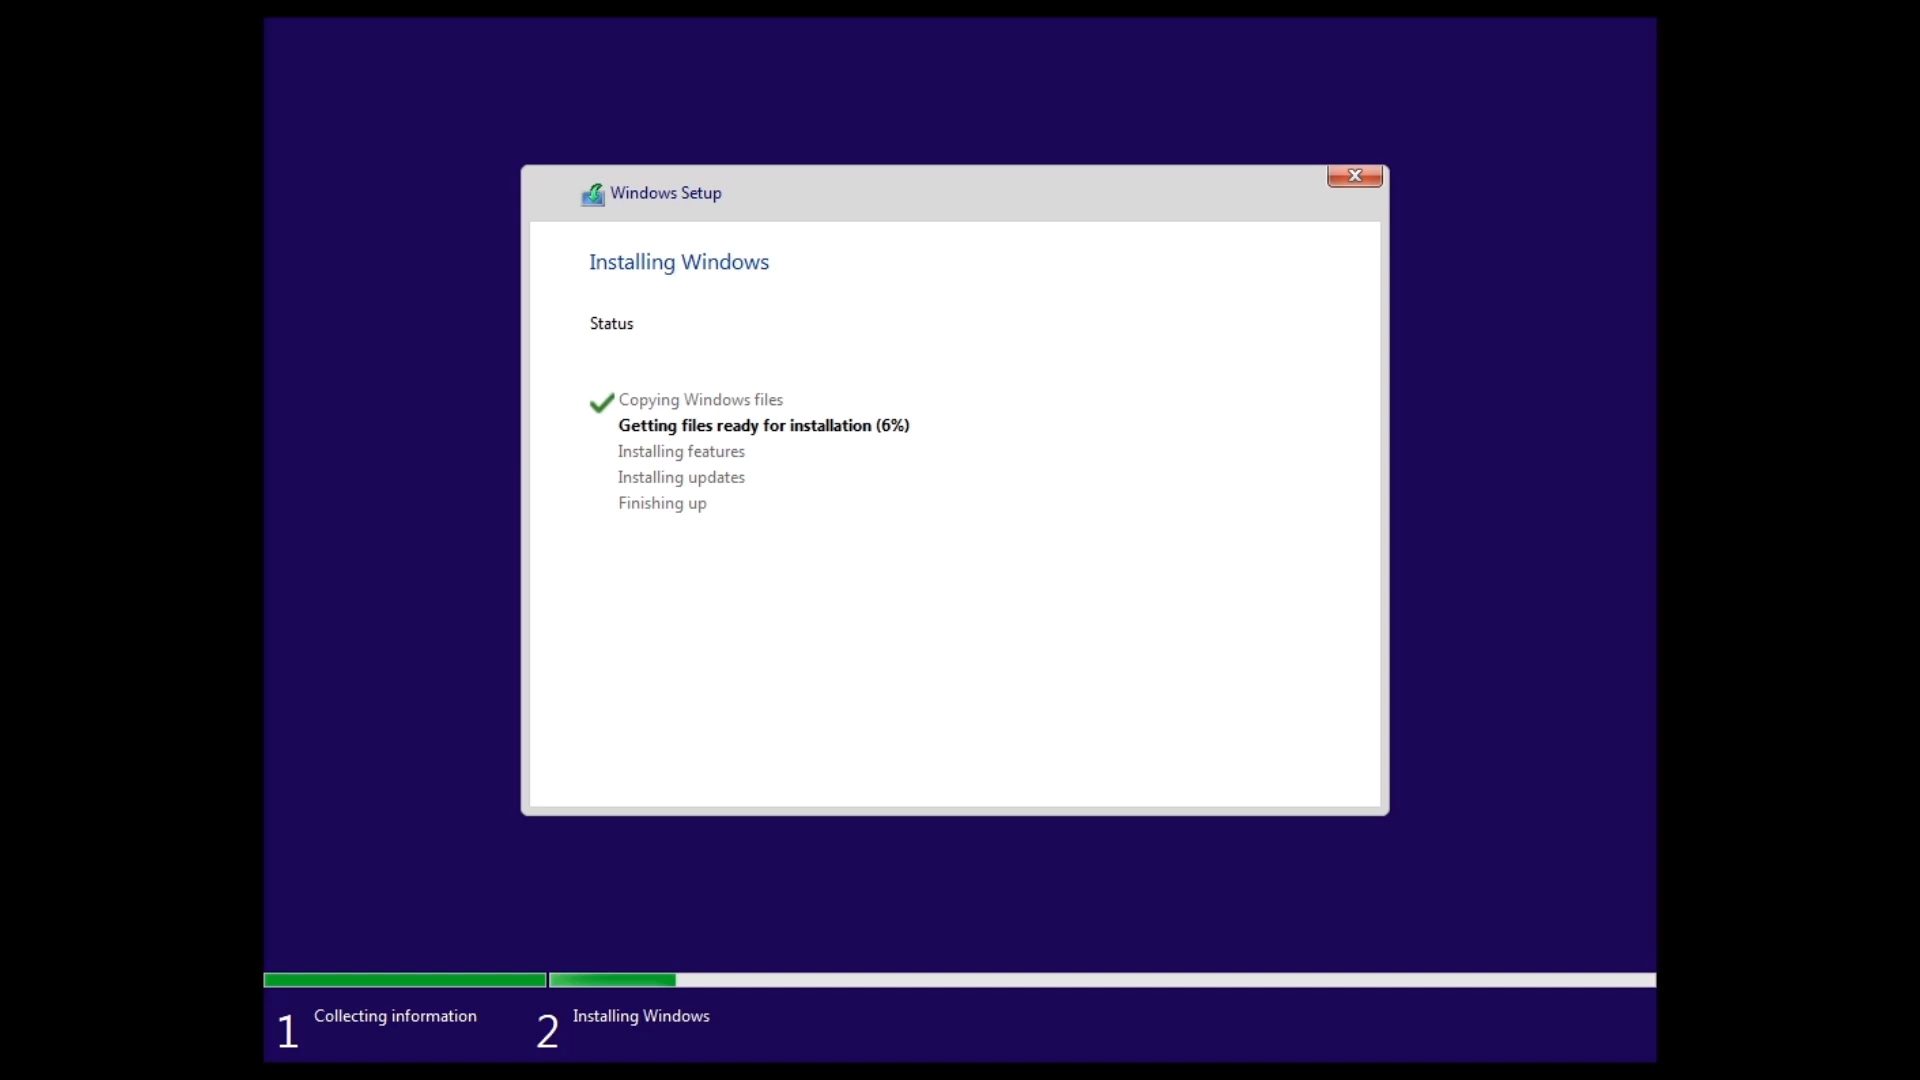 Windows Setup
Installing Windows
Status
Copying Windows files
Getting files ready for installation (6%)
Installing features
Installing updates
Finishing up
1 Collecting information
2 Installing Windows